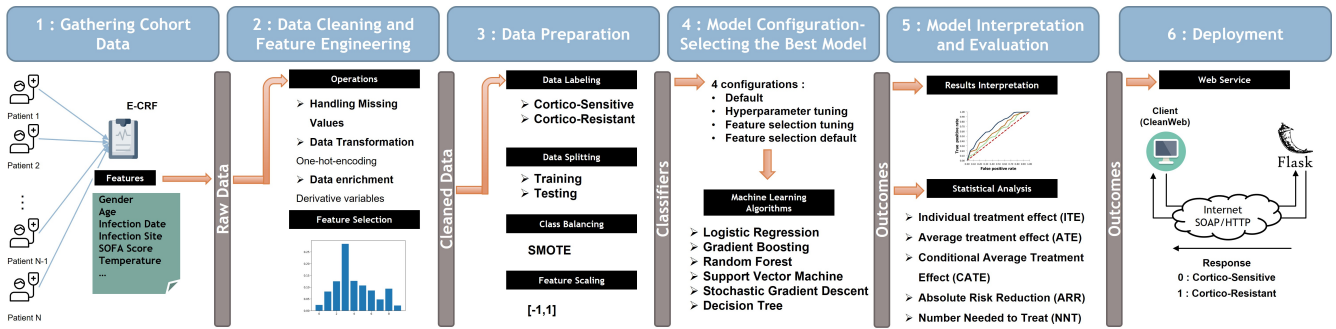 1 : Gathering Cohort
Data
2 : Data Cleaning and
Feature Engineering
3 : Data Preparation
4 : Model Configuration-
Selecting the Best Model
5 : Model Interpretation
and Evaluation
6 : Deployment
Patient 1
Patient 2
...
Patient N-1
Patient N
E-CRF
Features
Gender
Age
Infection Date
Infection Site
SOFA Score
Temperature
...
Raw Data
Operations
➢ Handling Missing
Values
➢ Data Transformation
One-hot-encoding
➢ Data enrichment
Derivative variables
Feature Selection
Cleaned Data
Data Labeling
➢ Cortico-Sensitive
➢ Cortico-Resistant
Data Splitting
➢ Training
➢ Testing
Class Balancing
SMOTE
Feature Scaling
[-1,1]
Classifiers
4 configurations :
• Default
• Hyperparameter tuning
• Feature selection tuning
• Feature selection default
Machine Learning
Algorithms
➢ Logistic Regression
➢ Gradient Boosting
➢ Random Forest
➢ Support Vector Machine
➢ Stochastic Gradient Descent
➢ Decision Tree
Outcomes
Results Interpretation
True positive rate
False positive rate
Statistical Analysis
➢ Individual treatment effect (ITE)
➢ Average treatment effect (ATE)
➢ Conditional Average Treatment
Effect (CATE)
➢ Absolute Risk Reduction (ARR)
➢ Number Needed to Treat (NNT)
Outcomes
Web Service
Client
(CleanWeb)
Flask
Internet
SOAP/HTTP
Response
0 : Cortico-Sensitive
1 : Cortico-Resistant